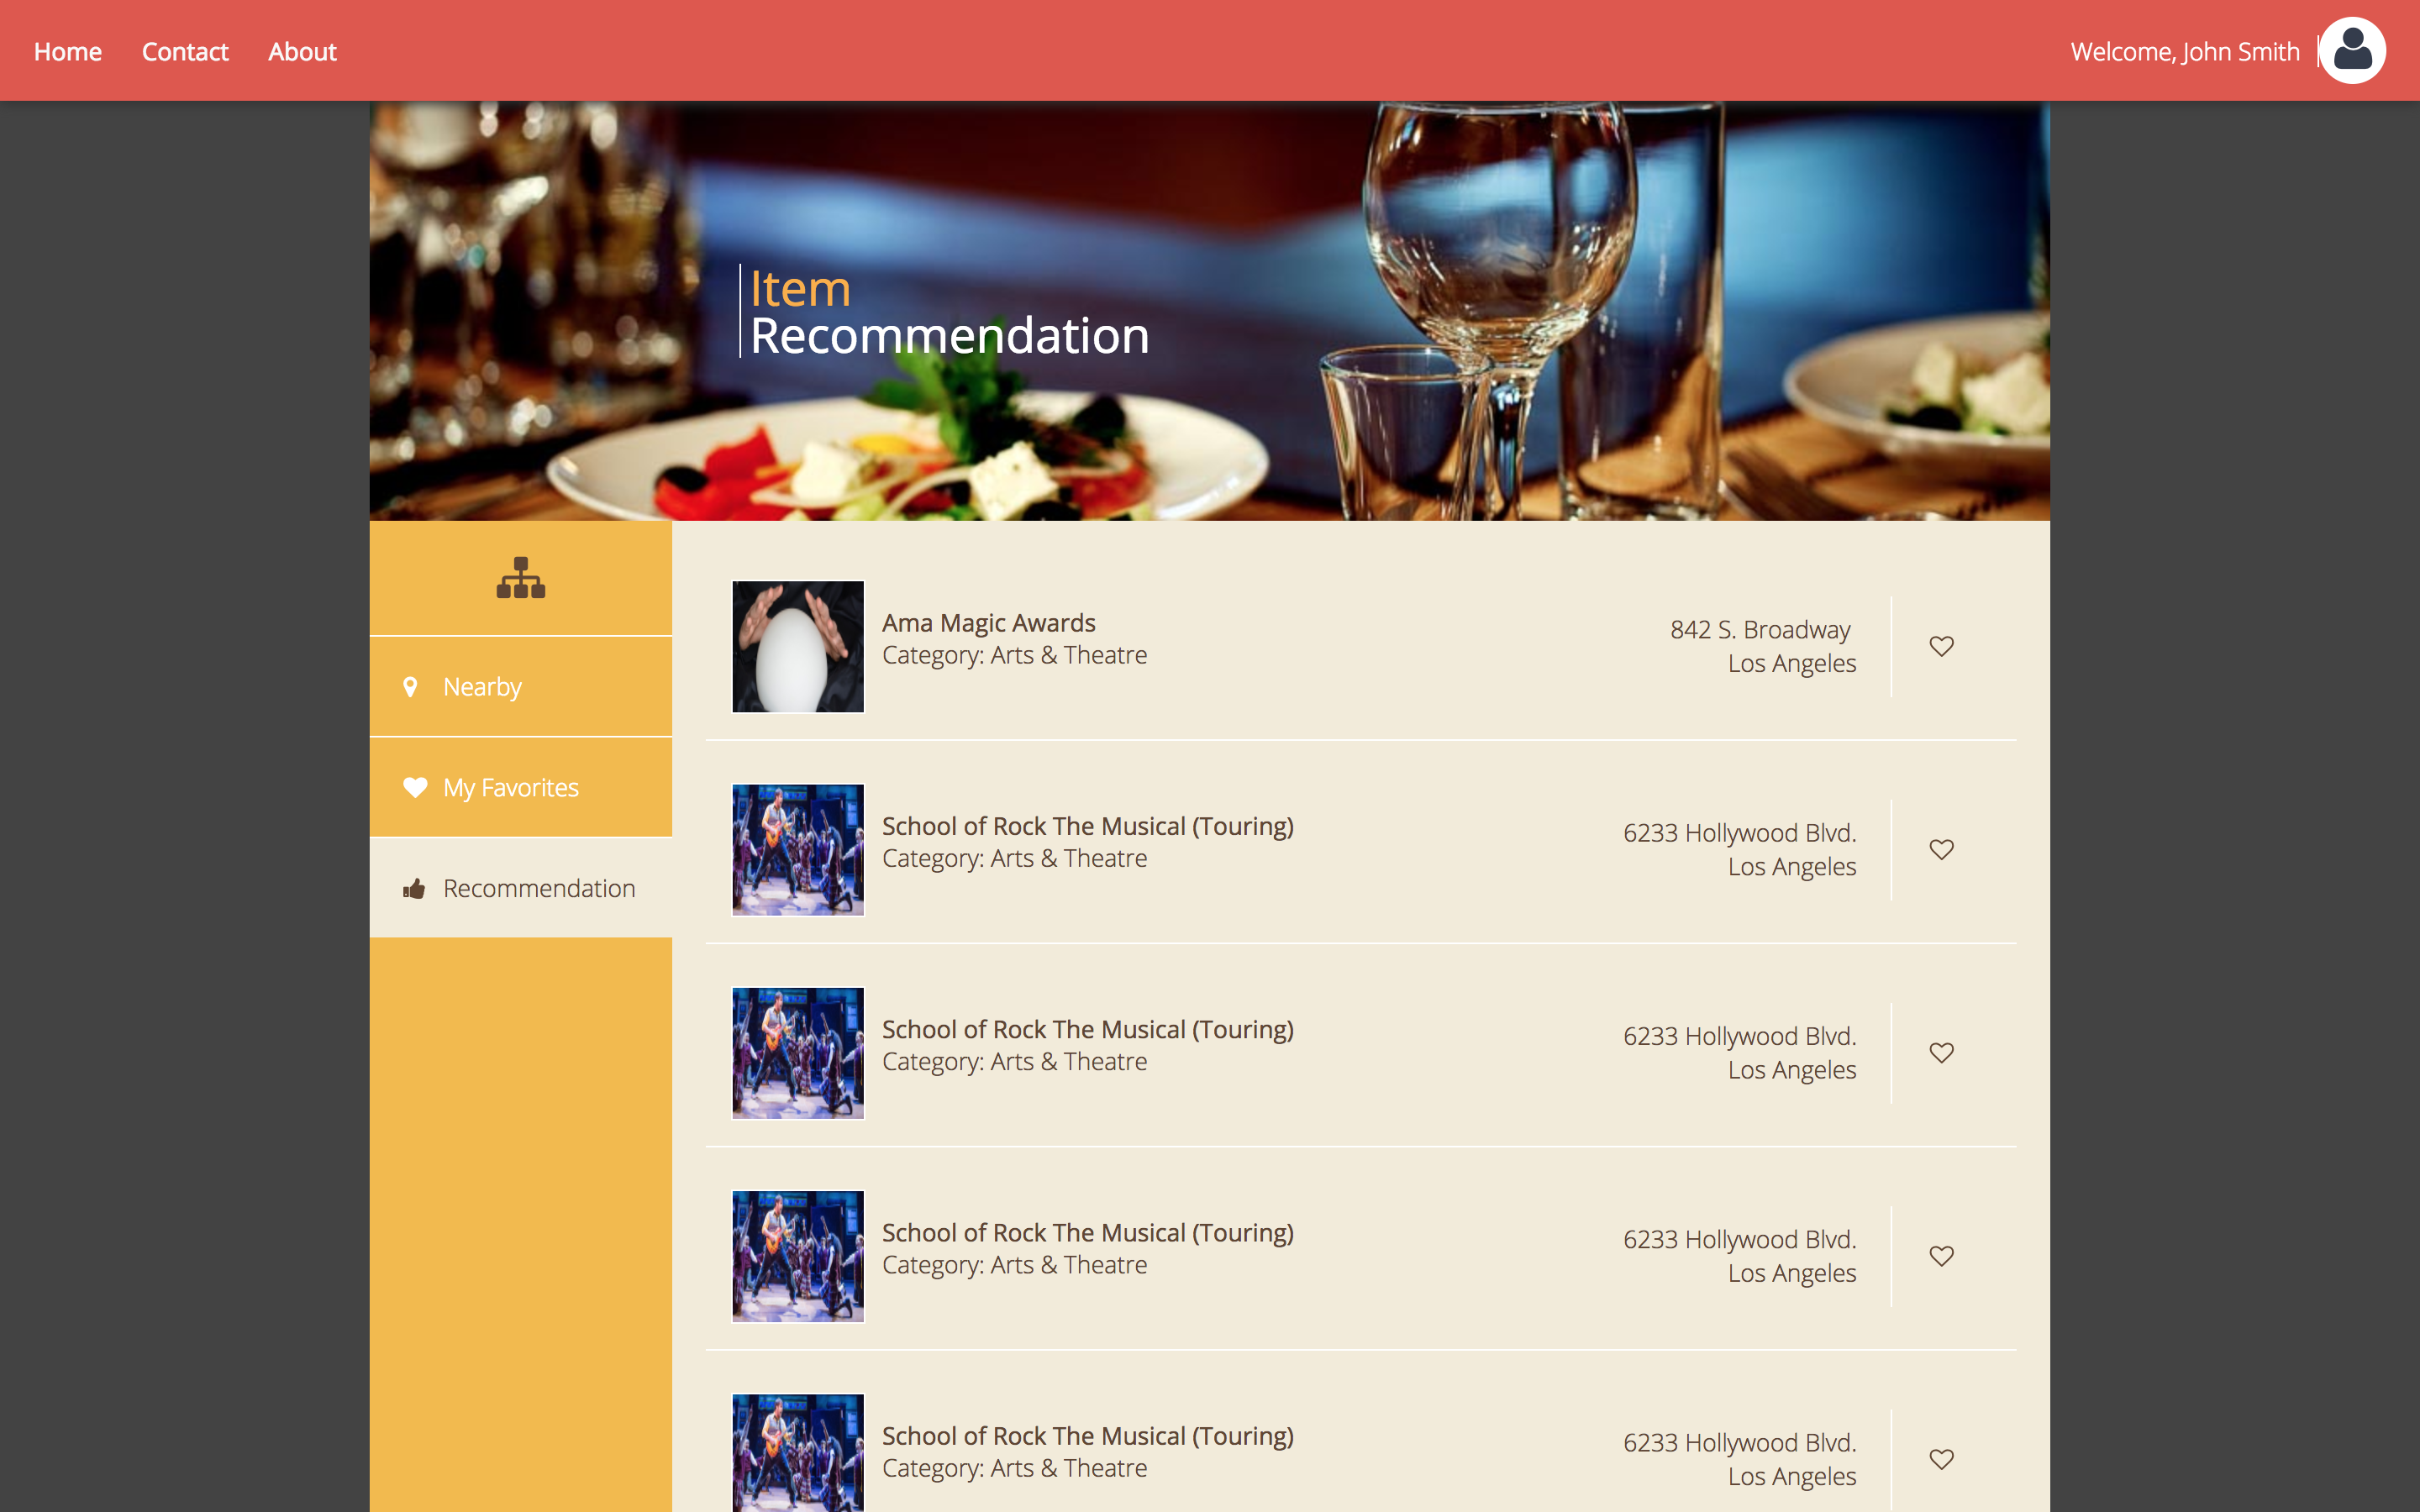 Home Contact About Welcome, John Smith
Item
Recommendation
Nearby
My Favorites
Recommendation
Ama Magic Awards
Category: Arts & Theatre
842 S. Broadway
Los Angeles
School of Rock The Musical (Touring)
Category: Arts & Theatre
6233 Hollywood Blvd.
Los Angeles
School of Rock The Musical (Touring)
Category: Arts & Theatre
6233 Hollywood Blvd.
Los Angeles
School of Rock The Musical (Touring)
Category: Arts & Theatre
6233 Hollywood Blvd.
Los Angeles
School of Rock The Musical (Touring)
Category: Arts & Theatre
6233 Hollywood Blvd.
Los Angeles